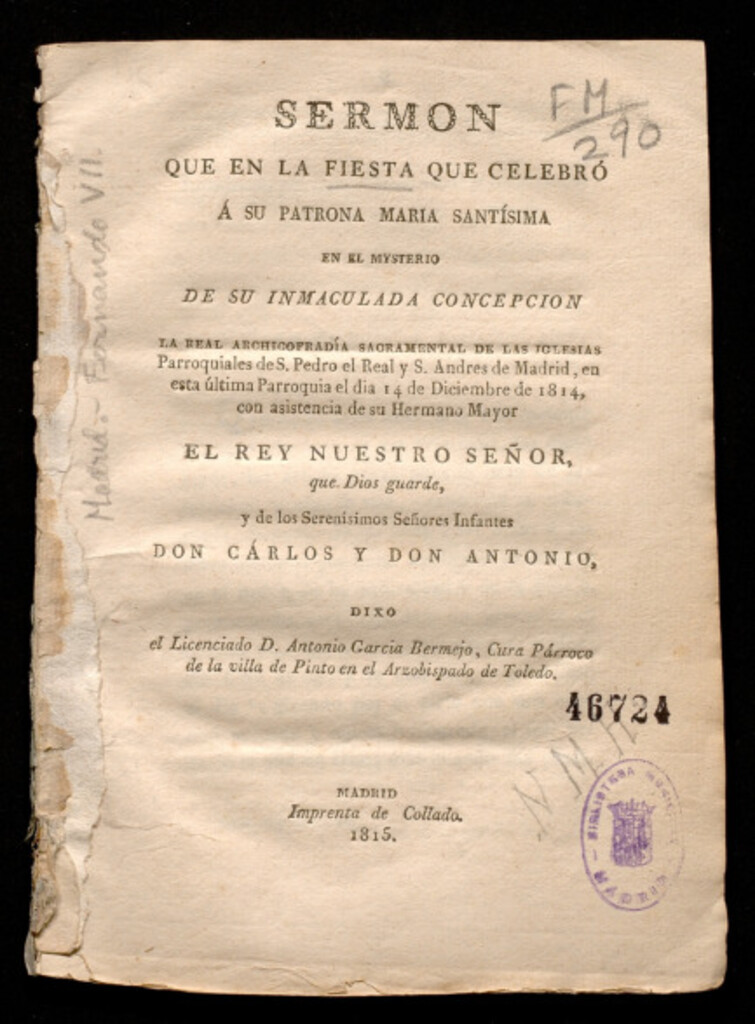 SERMON
FM
290
QUE EN LA FIESTA QUE CELEBRÓ
Á SU PATRONA MARIA SANTÍSIMA
EN EL MYSTERIO
DE SU INMACULADA CONCEPCION
LA REAL ARCHICOFRADÍA SACRAMENTAL DE LAS IGLESIAS
Parroquiales de S. Pedro el Real y S. Andres de Madrid, en
esta última Parroquia el dia 14 de Diciembre de 1814,
con asistencia de su Hermano Mayor
EL REY NUESTRO SEÑOR,
que Dios guarde,
y de los Serenísimos Señores Infantes
DON CÁRLOS Y DON ANTONIO,
DIXO
el Licenciado D. Antonio Garcia Bermejo, Cura Párroco
de la villa de Pinto en el Arzobispado de Toledo.
46724
MADRID
Imprenta de Collado.
1815.
Madrid.- Fernando VII.
BIBLIOTECA